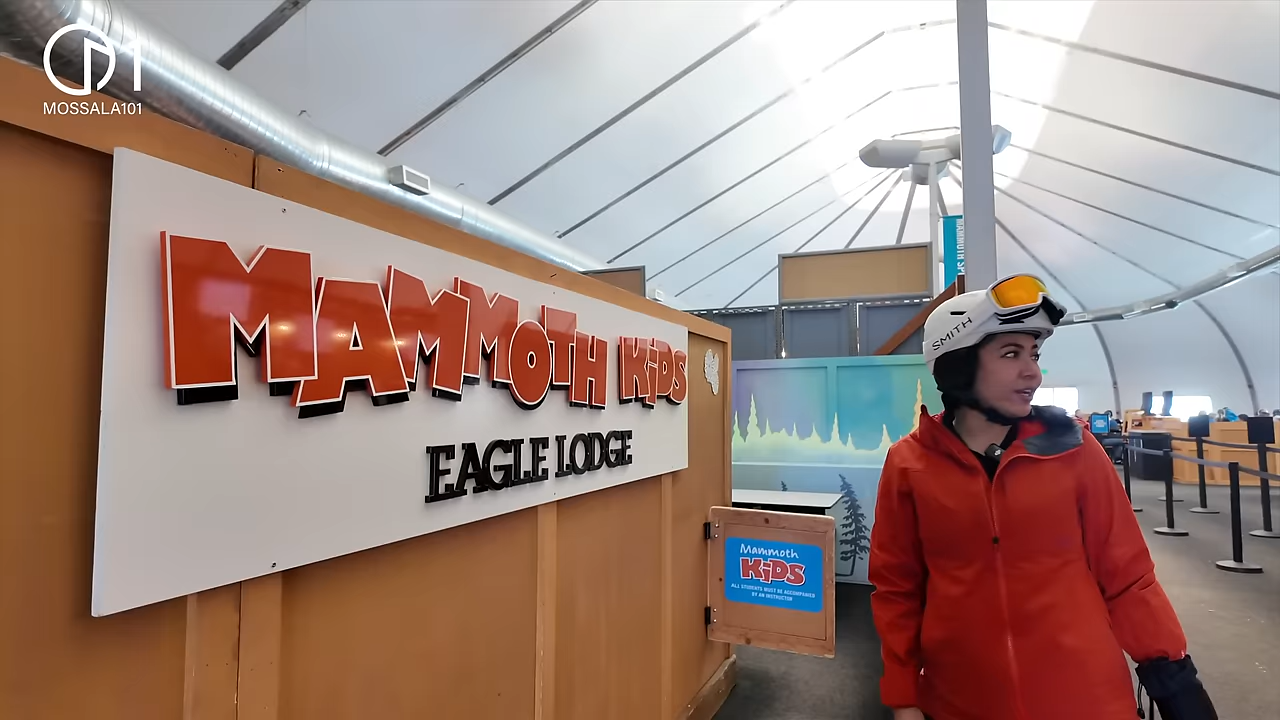 MOSSALA101
MAMMOTH KiDS
EAGLE LODGE
SMITH
Mammoth
KiDS
ALL STUDENTS MUST BE ACCOMPANIED
BY AN INSTRUCTOR